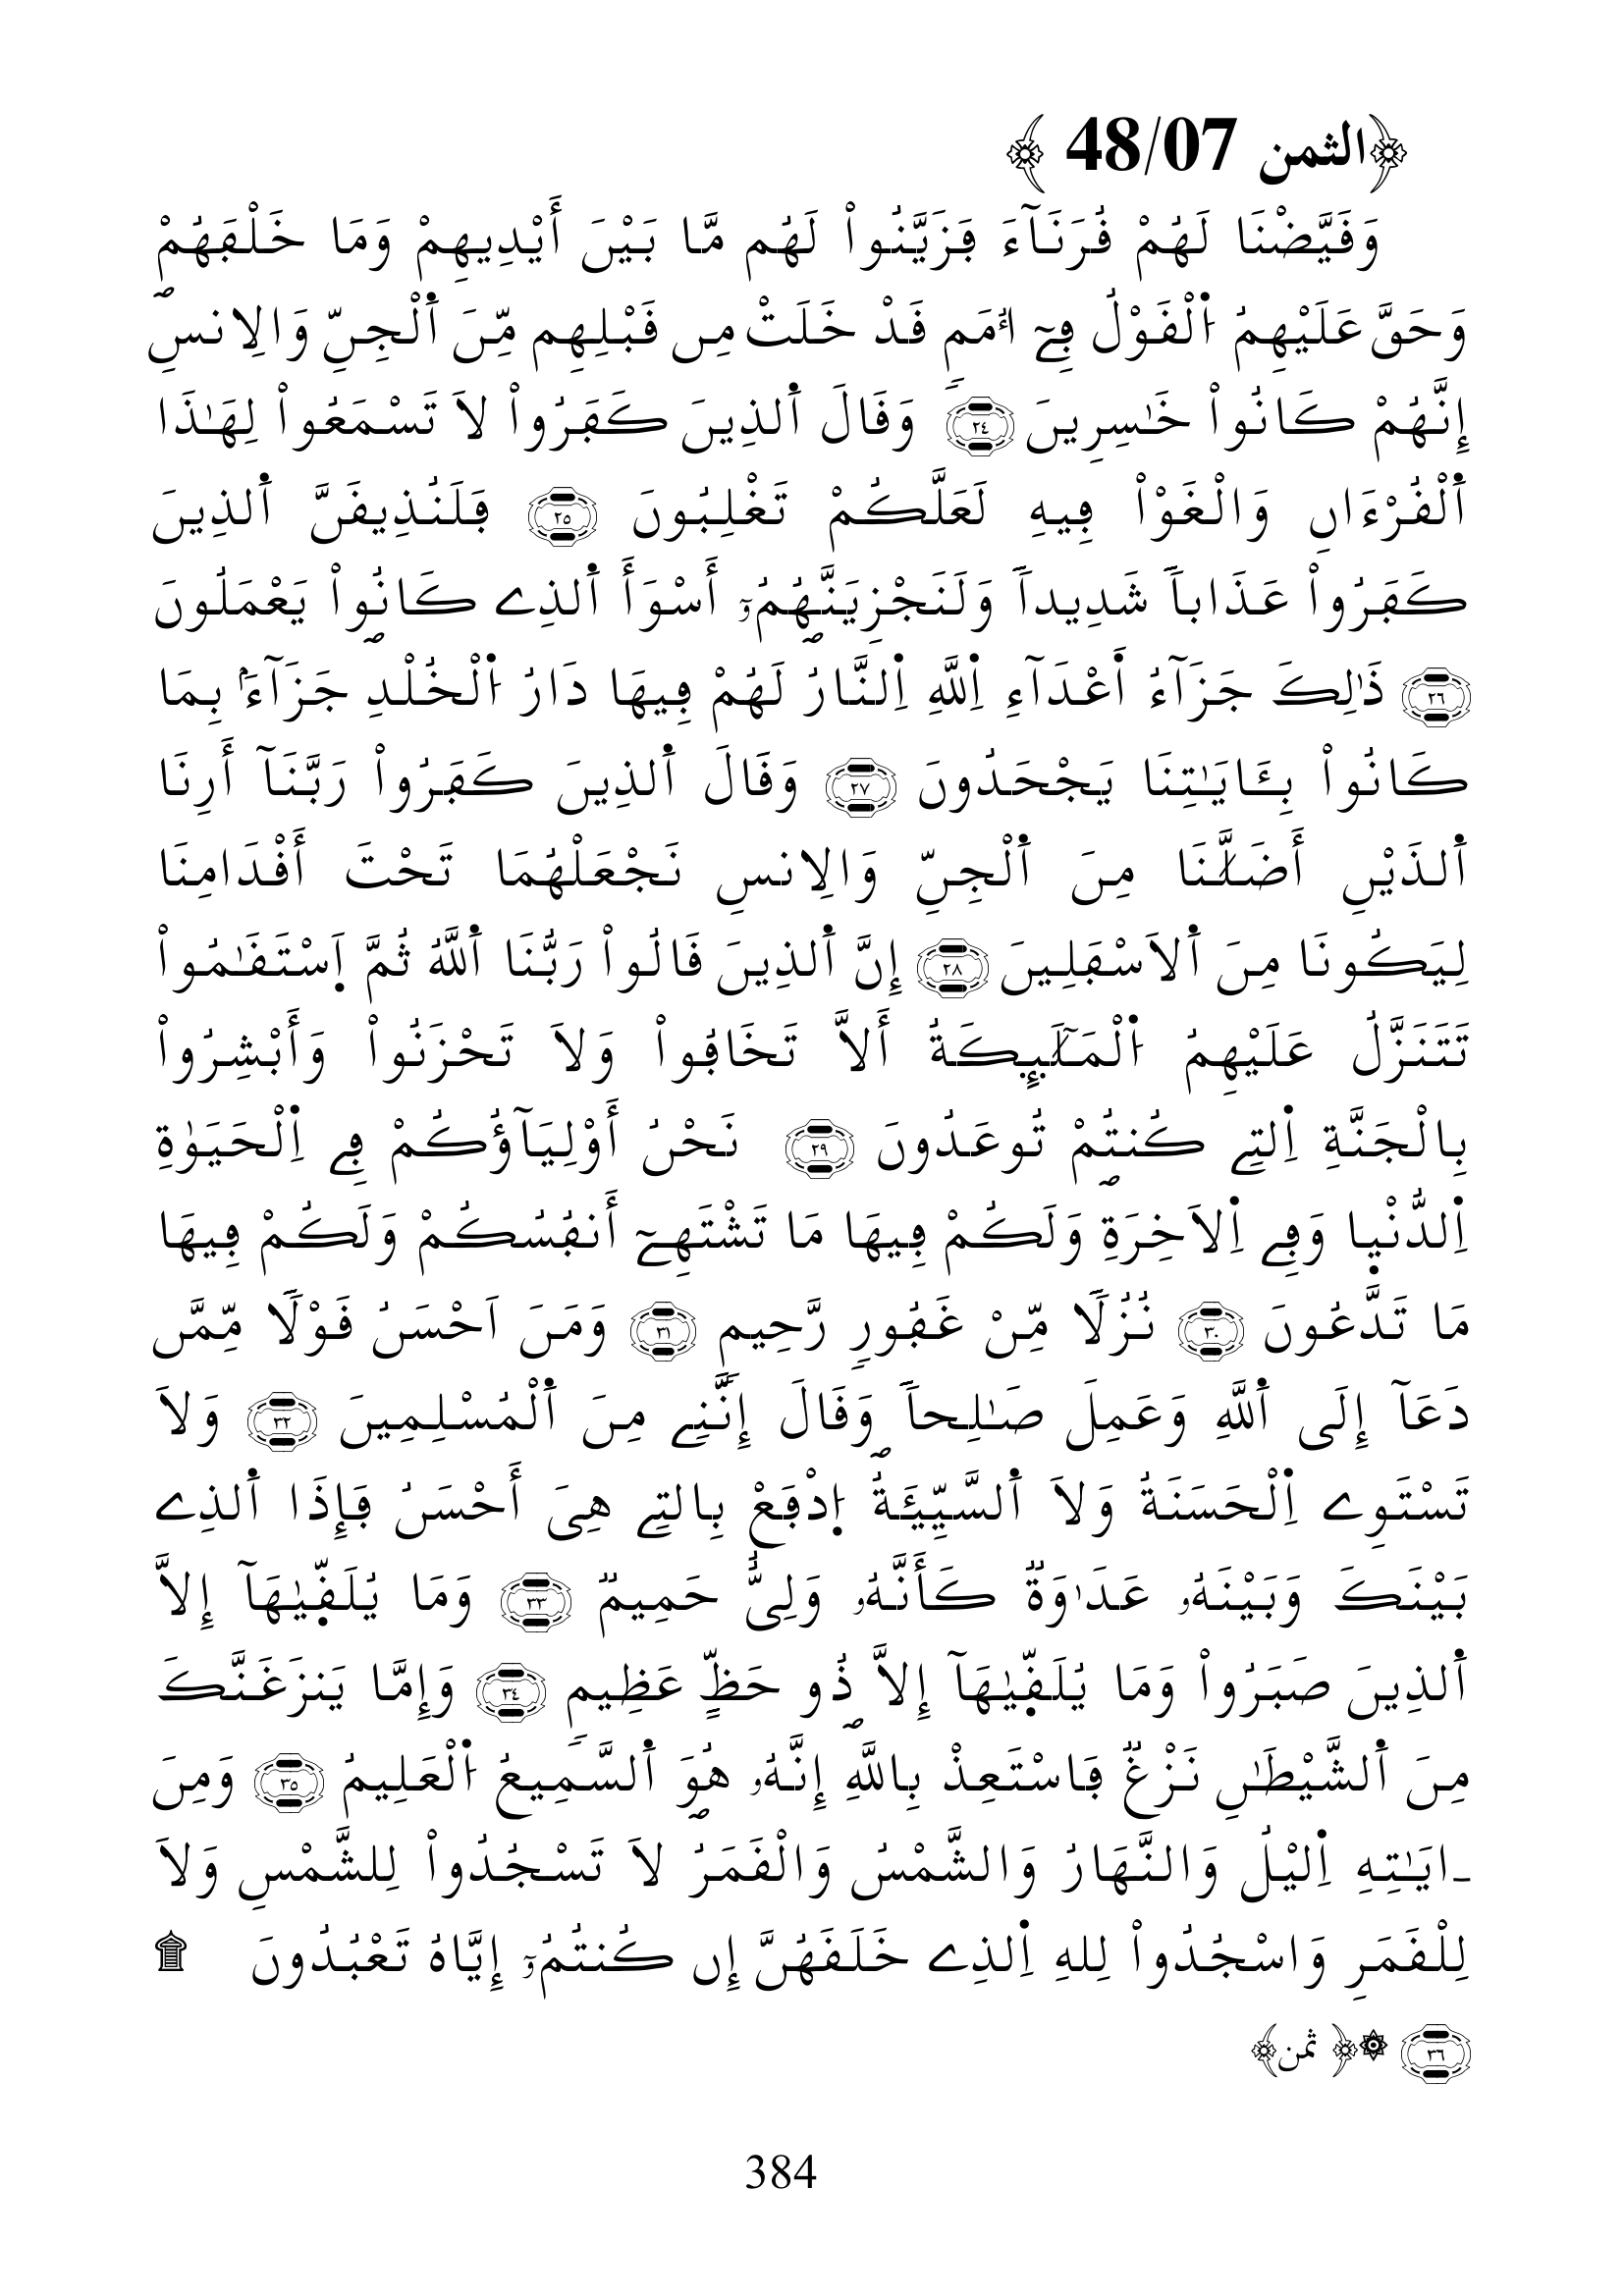 ﴿الثمن 48/07 ﴾
وَقَيَّضْنَا لَهُمْ قُرَنَآءَ فَزَيَّنُواْ لَهُم مَّا بَيْنَ أَيْدِيهِمْ وَمَا خَلْفَهُمْ
وَحَقَّ عَلَيْهِمُ اُ۬لْقَوْلُ فِےٓ أُمَمٖ قَدْ خَلَتْ مِن قَبْلِهِم مِّنَ اَ۬لْجِنِّ وَالِانسِ
إِنَّهُمْ كَانُواْ خَٰسِرِينَۖ ۝٢٤ وَقَالَ اَ۬لذِينَ كَفَرُواْ لَا تَسْمَعُواْ لِهَٰذَا
اَ۬لْقُرْءَانِ وَالْغَوْاْ فِيهِ لَعَلَّكُمْ تَغْلِبُونَ ۝٢٥ فَلَنُذِيقَنَّ اَ۬لذِينَ
كَفَرُواْ عَذَاباٗ شَدِيداٗ وَلَنَجْزِيَنَّهُمُۥٓ أَسْوَأَ اَ۬لذِے كَانُواْ يَعْمَلُونَ
۝٢٦ ذَٰلِكَ جَزَآءُ أَعْدَآءِ اِ۬للَّهِ اِ۬لنَّارُ لَهُمْ فِيهَا دَارُ اُ۬لْخُلْدِ جَزَآءَۢ بِمَا
كَانُواْ بِـَٔايَٰتِنَا يَجْحَدُونَ ۝٢٧ وَقَالَ اَ۬لذِينَ كَفَرُواْ رَبَّنَآ أَرِنَا
اَ۬لذَيْنِ أَضَلَّٰنَا مِنَ اَ۬لْجِنِّ وَالِانسِ نَجْعَلْهُمَا تَحْتَ أَقْدَامِنَا
لِيَكُونَا مِنَ اَ۬لَاسْفَلِينَ ۝٢٨ إِنَّ اَ۬لذِينَ قَالُواْ رَبُّنَا اَ۬للَّهُ ثُمَّ اَ۪سْتَقَٰمُواْ
تَتَنَزَّلُ عَلَيْهِمُ اُ۬لْمَلَٰٓئِكَةُ أَلَّا تَخَافُواْ وَلَا تَحْزَنُواْ وَأَبْشِرُواْ
بِالْجَنَّةِ اِ۬لتِے كُنتُمْ تُوعَدُونَ ۝٢٩ نَحْنُ أَوْلِيَآؤُكُمْ فِے اِ۬لْحَيَوٰةِ
اِ۬لدُّنْي۪ا وَفِے اِ۬لَاخِرَةِ وَلَكُمْ فِيهَا مَا تَشْتَهِےٓ أَنفُسُكُمْ وَلَكُمْ فِيهَا
مَا تَدَّعُونَ ۝٣٠ نُزُلٗا مِّنْ غَفُورٖ رَّحِيمٖ ۝٣١ وَمَنَ اَحْسَنُ قَوْلٗا مِّمَّن
دَعَآ إِلَى اَ۬للَّهِ وَعَمِلَ صَٰلِحاٗ وَقَالَ إِنَّنِے مِنَ اَ۬لْمُسْلِمِينَ ۝٣٢ وَلَا
تَسْتَوِے اِ۬لْحَسَنَةُ وَلَا اَ۬لسَّيِّئَةُ اُ۪دْفَعْ بِالتِے هِيَ أَحْسَنُ فَإِذَا اَ۬لذِے
بَيْنَكَ وَبَيْنَهُۥ عَدَٰوَةٞ كَأَنَّهُۥ وَلِيٌّ حَمِيمٞ ۝٣٣ وَمَا يُلَقّ۪يٰهَآ إِلَّا
اَ۬لذِينَ صَبَرُواْ وَمَا يُلَقّ۪يٰهَآ إِلَّا ذُو حَظٍّ عَظِيمٖ ۝٣٤ وَإِمَّا يَنزَغَنَّكَ
مِنَ اَ۬لشَّيْطَٰنِ نَزْغٞ فَاسْتَعِذْ بِاللَّهِ إِنَّهُۥ هُوَ اَ۬لسَّمِيعُ اُ۬لْعَلِيمُ ۝٣٥ وَمِنَ
ـايَٰتِهِ اِ۬ليْلُ وَالنَّهَارُ وَالشَّمْسُ وَالْقَمَرُ لَا تَسْجُدُواْ لِلشَّمْسِ وَلَا
لِلْقَمَرِ وَاسْجُدُواْ لِلهِ اِ۬لذِے خَلَقَهُنَّ إِن كُنتُمُۥٓ إِيَّاهُ تَعْبُدُونَ ۩
۝٣٦ ۞﴿ ثمن﴾
384